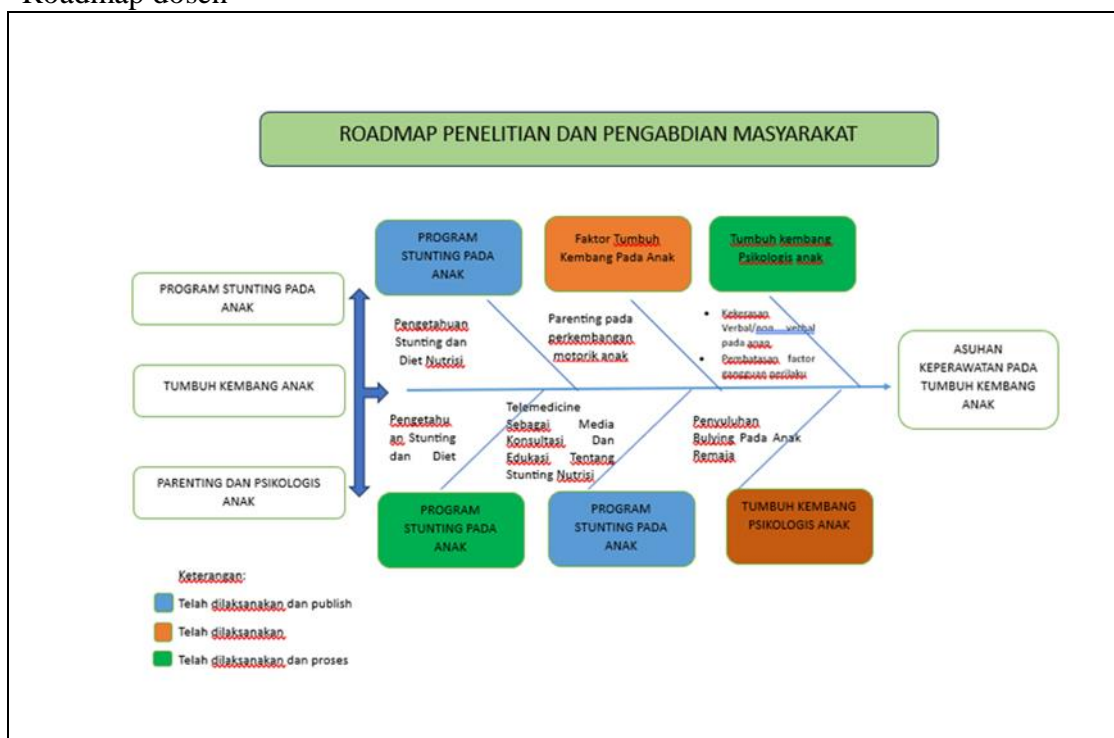 Roadmap dosen
ROADMAP PENELITIAN DAN PENGABDIAN MASYARAKAT
PROGRAM
STUNTING PADA
ANAK
Faktor Tumbuh
Kembang Pada Anak
Tumbuh kembang
Psikologis anak
PROGRAM STUNTING PADA
ANAK
TUMBUH KEMBANG ANAK
PARENTING DAN PSIKOLOGIS
ANAK
Pengetahuan
Stunting dan
Diet Nutrisi
Parenting pada
perkembangan
motorik anak
• Kekerasan
Verbal/non verbal
pada anag
• Pembatasan factor
gangguan perilaku
ASUHAN
KEPERAWATAN PADA
TUMBUH KEMBANG
ANAK
Pengetahu
an Stunting
dan Diet
Telemedicine
Sebagai Media
Konsultasi Dan
Edukasi Tentang
Stunting Nutrisi
Penyuluhan
Bulying Pada Anak
Remaja
PROGRAM
STUNTING PADA
ANAK
PROGRAM
STUNTING PADA
ANAK
TUMBUH KEMBANG
PSIKOLOGIS ANAK
Keterangan:
Telah dilaksanakan dan publish
Telah dilaksanakan
Telah dilaksanakan dan proses